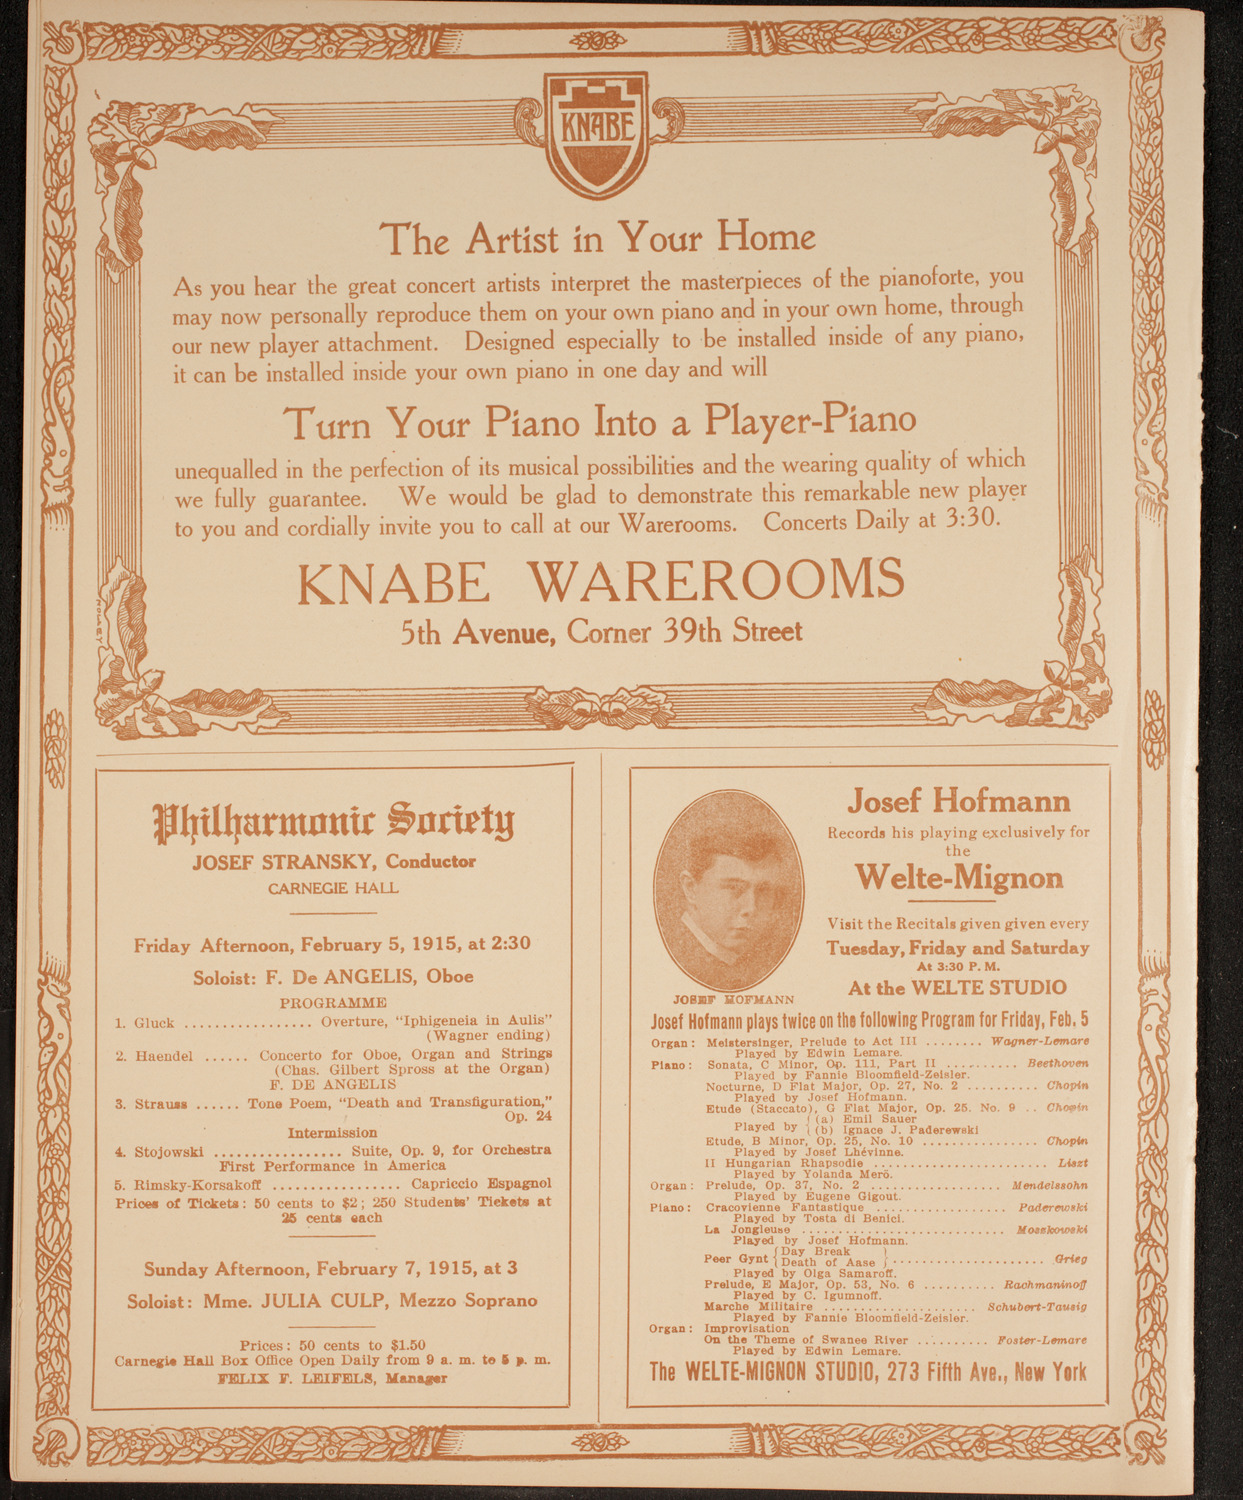 KNABE
The Artist in Your Home
As you hear the great concert artists interpret the masterpieces of the pianoforte, you
may now personally reproduce them on your own piano and in your own home, through
our new player attachment. Designed especially to be installed inside of any piano,
it can be installed inside your own piano in one day and will
Turn Your Piano Into a Player-Piano
unequalled in the perfection of its musical possibilities and the wearing quality of which
we fully guarantee. We would be glad to demonstrate this remarkable new player
to you and cordially invite you to call at our Warerooms. Concerts Daily at 3:30.
KNABE WAREROOMS
5th Avenue, Corner 39th Street
Philharmonic Society
JOSEF STRANSKY, Conductor
CARNEGIE HALL
Friday Afternoon, February 5, 1915, at 2:30
Soloist: F. De ANGELIS, Oboe
PROGRAMME
1. Gluck ................ Overture, "Iphigeneia in Aulis"
(Wagner ending)
2. Haendel ...... Concerto for Oboe, Organ and Strings
(Chas. Gilbert Spross at the Organ)
F. DE ANGELIS
3. Strauss ...... Tone Poem, "Death and Transfiguration,"
Op. 24
Intermission
4. Stojowski ................ Suite, Op. 9, for Orchestra
First Performance in America
5. Rimsky-Korsakoff ................ Capriccio Espagnol
Prices of Tickets: 50 cents to $2; 250 Students' Tickets at
25 cents each
Sunday Afternoon, February 7, 1915, at 3
Soloist: Mme. JULIA CULP, Mezzo Soprano
Prices: 50 cents to $1.50
Carnegie Hall Box Office Open Daily from 9 a. m. to 5 p. m.
FELIX F. LEIFELS, Manager
JOSEF HOFMANN
Josef Hofmann
Records his playing exclusively for
the
Welte-Mignon
Visit the Recitals given given every
Tuesday, Friday and Saturday
At 3:30 P. M.
At the WELTE STUDIO
Josef Hofmann plays twice on the following Program for Friday, Feb. 5
Organ: Meistersinger, Prelude to Act III ........ Wagner-Lemare
Played by Edwin Lemare.
Piano: Sonata, C Minor, Op. 111, Part II .......... Beethoven
Played by Fannie Bloomfield-Zeisler.
Nocturne, D Flat Major, Op. 27, No. 2 .......... Chopin
Played by Josef Hofmann.
Etude (Staccato), G Flat Major, Op. 25. No. 9 .. Chopin
Played by { (a) Emil Sauer
{ (b) Ignace J. Paderewski
Etude, B Minor, Op. 25, No. 10 ................ Chopin
Played by Josef Lhévinne.
II Hungarian Rhapsodie ........................ Liszt
Played by Yolanda Merö.
Organ: Prelude, Op. 37, No. 2 .................. Mendelssohn
Played by Eugene Gigout.
Piano: Cracovienne Fantastique .................. Paderewski
Played by Tosta di Benici.
La Jongleuse ........................ Moszkowski
Played by Josef Hofmann.
Peer Gynt { Day Break }
{ Death of Aase } ..................... Grieg
Played by Olga Samaroff.
Prelude, E Major, Op. 53, No. 6 .......... Rachmaninoff
Played by C. Igumnoff.
Marche Militaire ..................... Schubert-Tausig
Played by Fannie Bloomfield-Zeisler.
Organ: Improvisation
On the Theme of Swanee River .......... Foster-Lemare
Played by Edwin Lemare.
The WELTE-MIGNON STUDIO, 273 Fifth Ave., New York